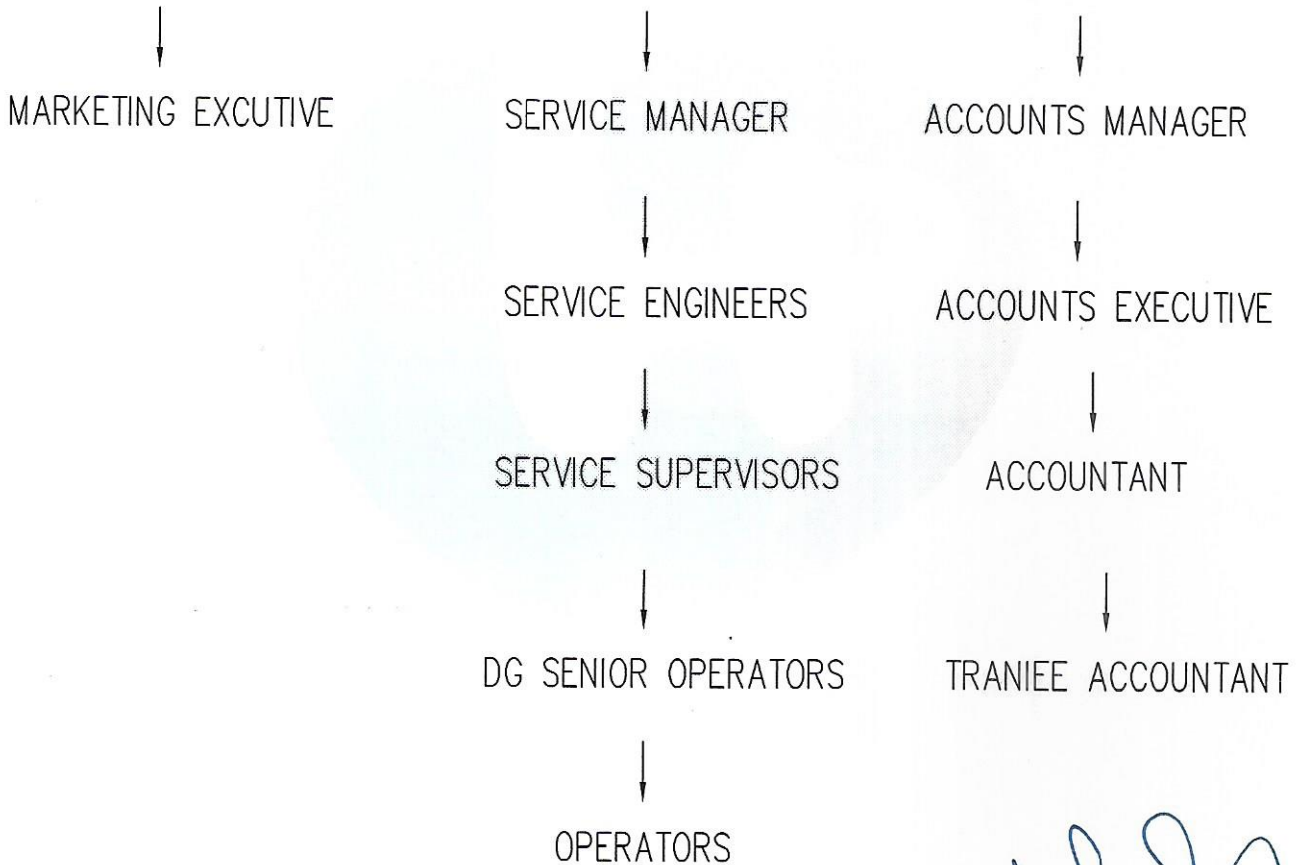 MARKETING EXCUTIVE
SERVICE MANAGER
ACCOUNTS MANAGER
SERVICE ENGINEERS
ACCOUNTS EXECUTIVE
SERVICE SUPERVISORS
ACCOUNTANT
DG SENIOR OPERATORS
TRANIEE ACCOUNTANT
OPERATORS